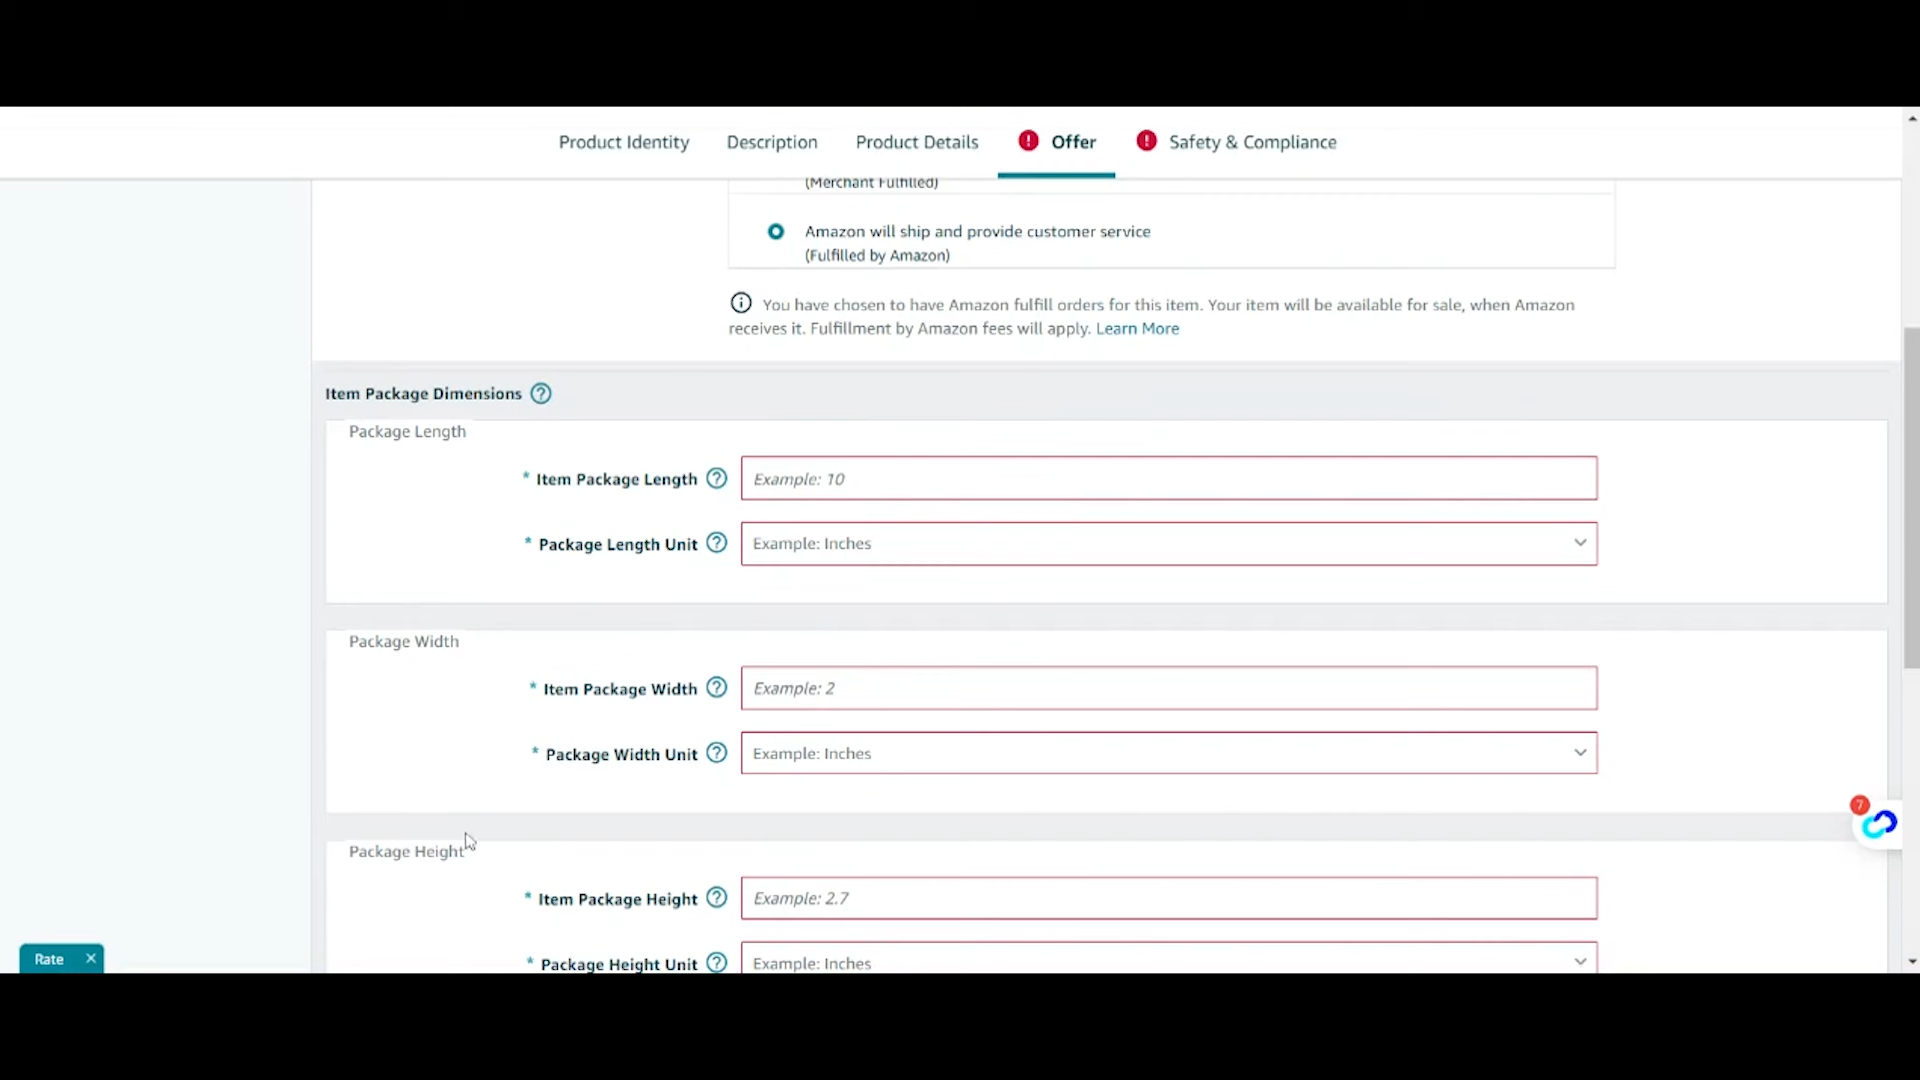 Product Identity
Description
Product Details
! Offer
! Safety & Compliance
(Merchant Fulfilled)
Amazon will ship and provide customer service
(Fulfilled by Amazon)
You have chosen to have Amazon fulfill orders for this item. Your item will be available for sale, when Amazon
receives it. Fulfillment by Amazon fees will apply. Learn More
Item Package Dimensions ?
Package Length
* Item Package Length ? Example: 10
* Package Length Unit ? Example: Inches
Package Width
* Item Package Width ? Example: 2
* Package Width Unit ? Example: Inches
7
Package Height
* Item Package Height ? Example: 2.7
* Package Height Unit ? Example: Inches
Rate ×